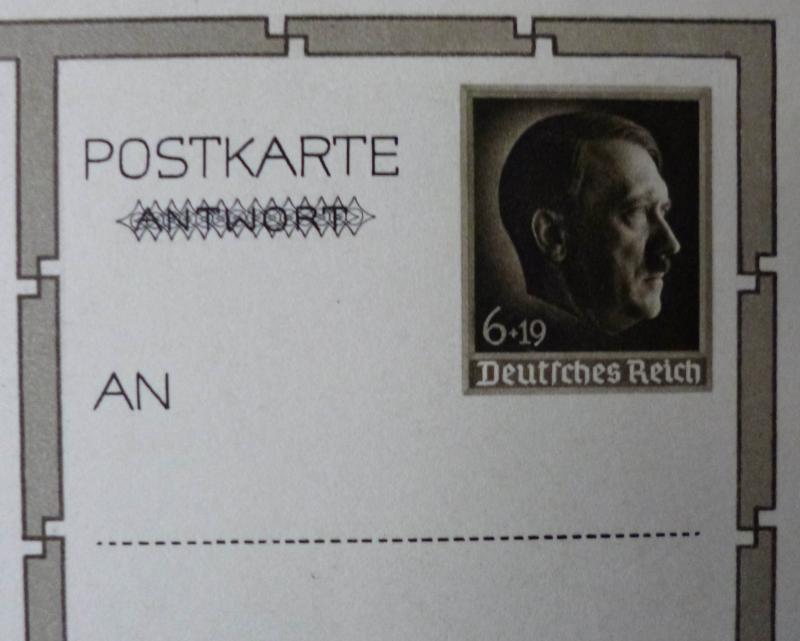 POSTKARTE
ANTWORT
6+19
Deutſches Reich
AN